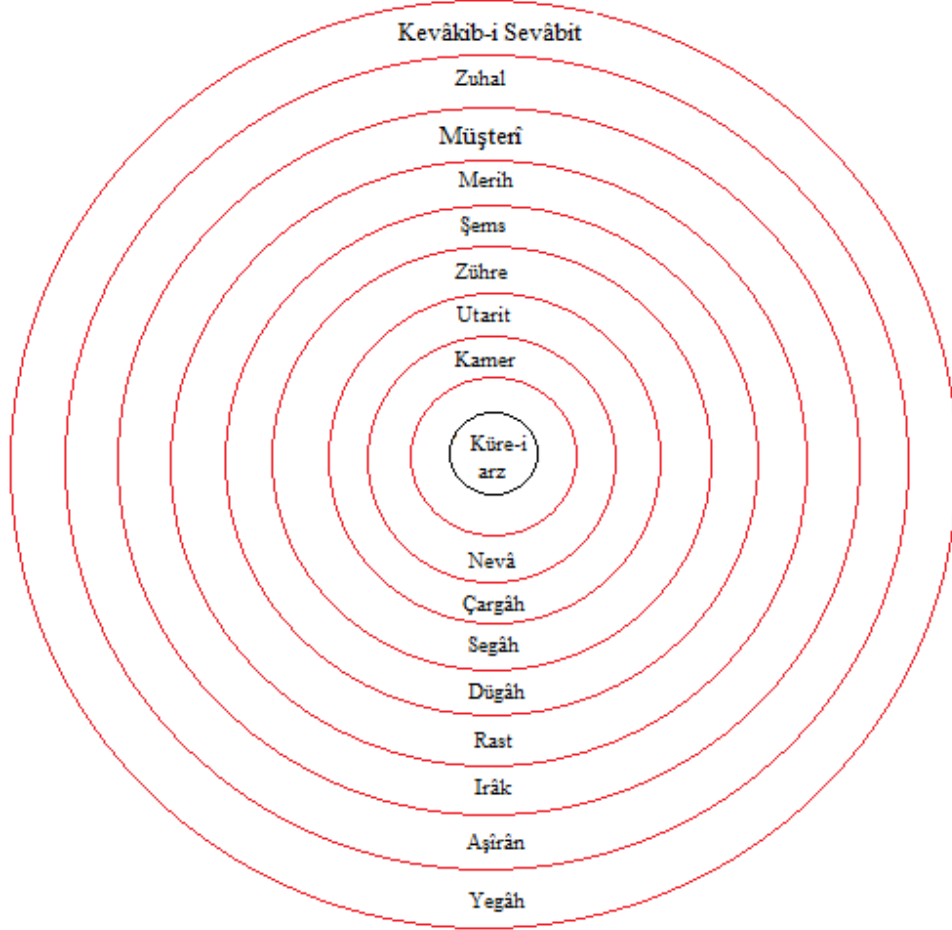 Kevâkib-i Sevâbit
Zuhal
Müşterî
Merih
Şems
Zühre
Utarit
Kamer
Küre-i
arz
Nevâ
Çargâh
Segâh
Dügâh
Rast
Irâk
Aşîrân
Yegâh